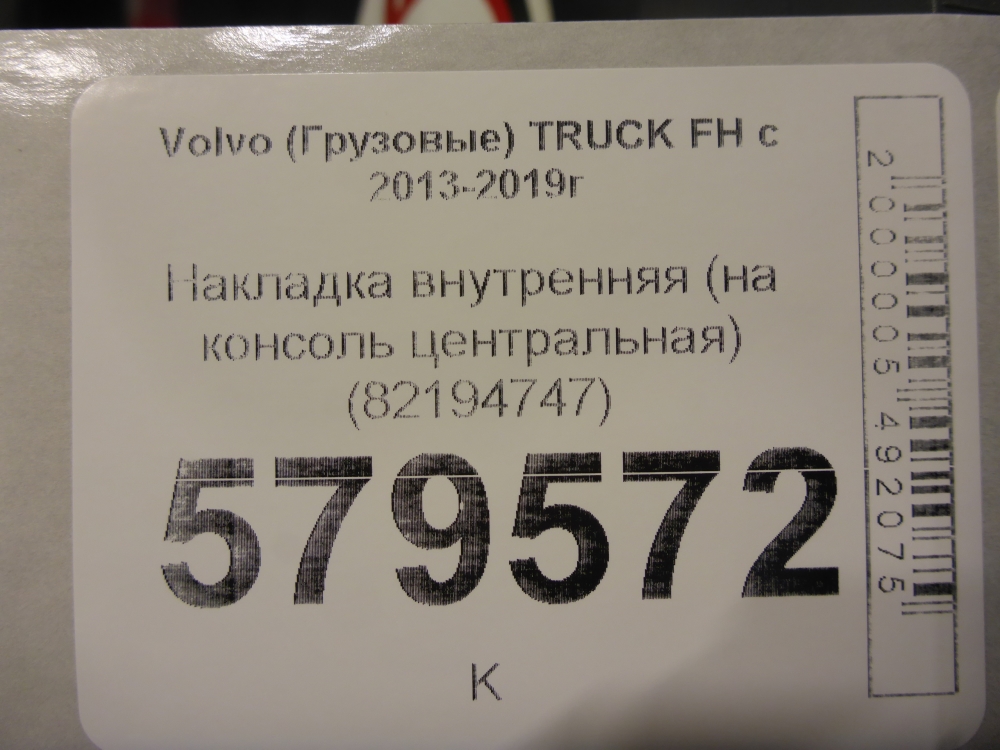 Volvo (Грузовые) TRUCK FH с
2013-2019г
Накладка внутренняя (на
консоль центральная)
(82194747)
579572
К
2000005492075